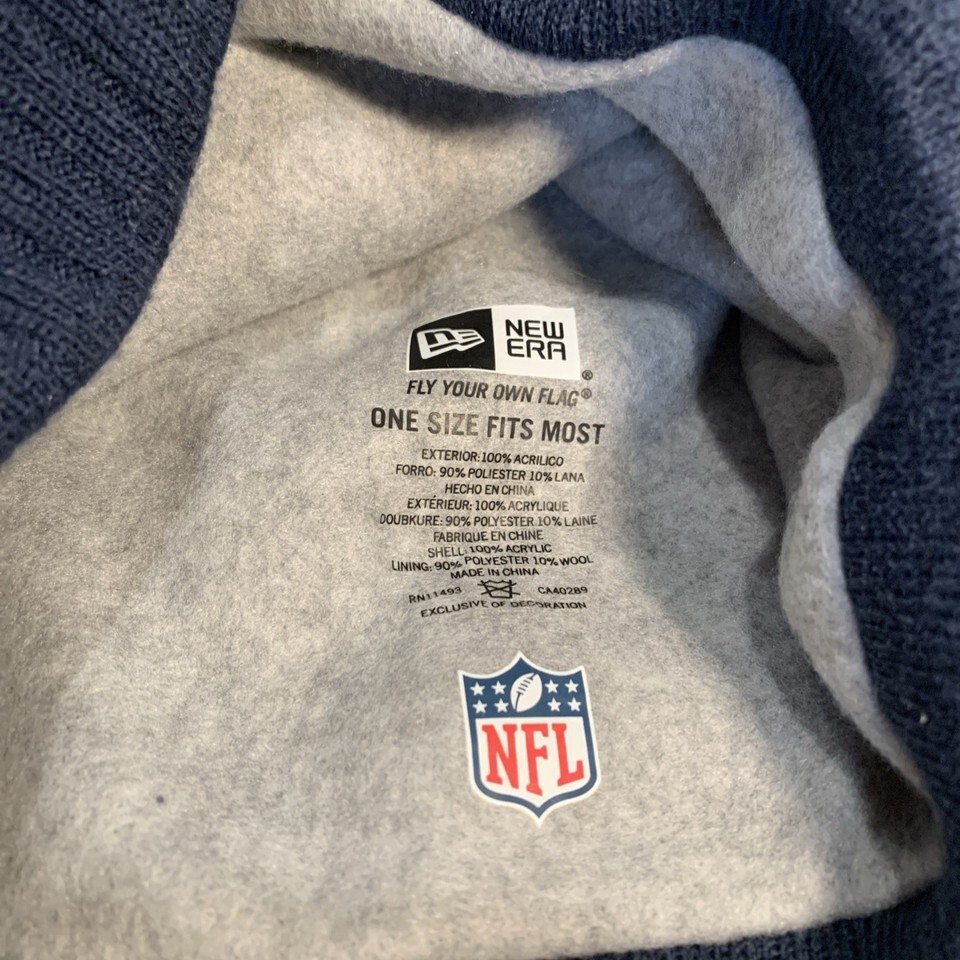 NEW
ERA
®
FLY YOUR OWN FLAG®
ONE SIZE FITS MOST
EXTERIOR: 100% ACRILICO
FORRO: 90% POLIESTER 10% LANA
HECHO EN CHINA
EXTÉRIEUR: 100% ACRYLIQUE
DOUBKURE: 90% POLYESTER 10% LAINE
FABRIQUE EN CHINE
SHELL: 100% ACRYLIC
LINING: 90% POLYESTER 10% WOOL
MADE IN CHINA
RN11493 CA40289
EXCLUSIVE OF DECORATION
NFL